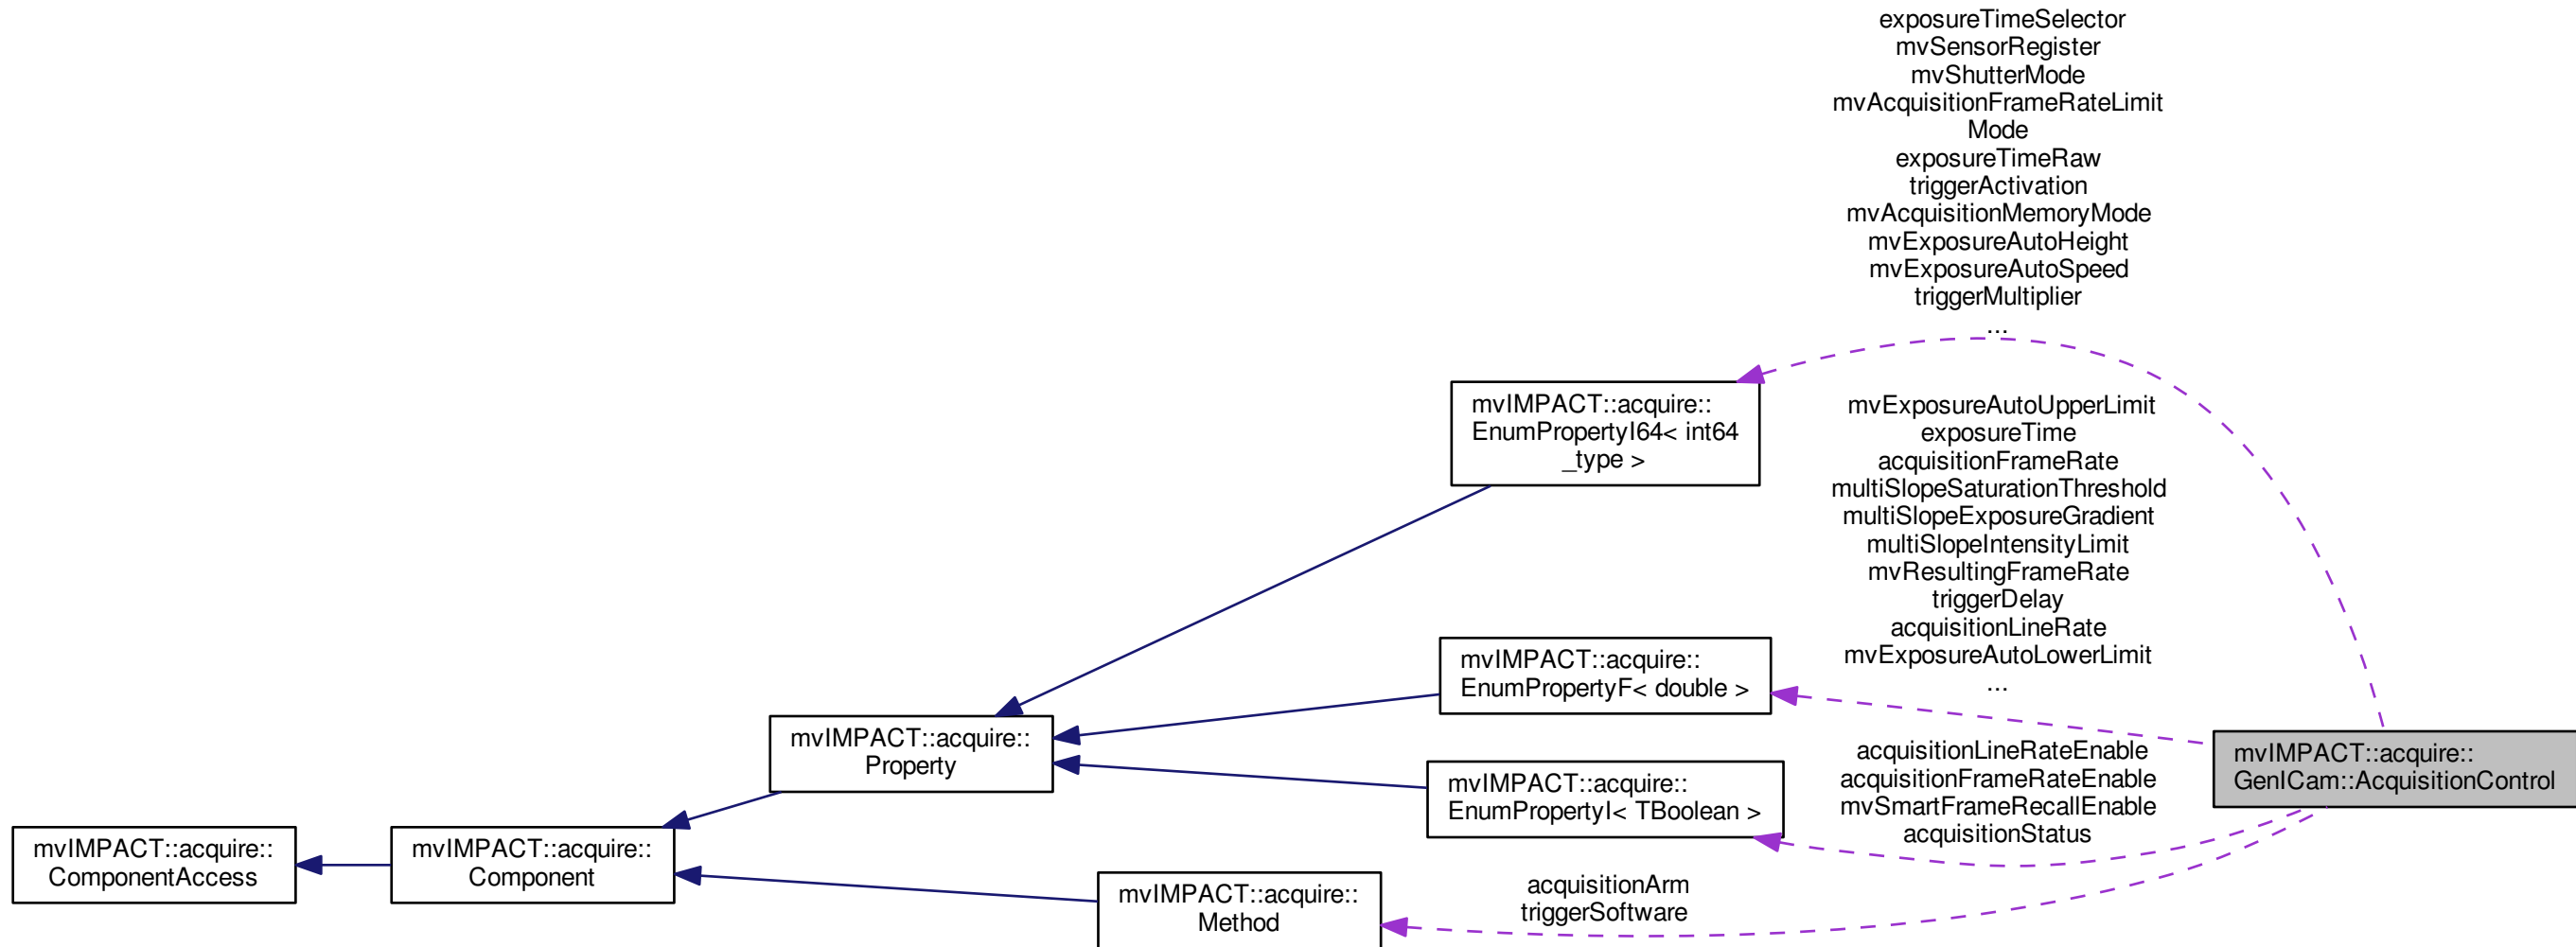 exposureTimeSelector
mvSensorRegister
mvShutterMode
mvAcquisitionFrameRateLimit
Mode
exposureTimeRaw
triggerActivation
mvAcquisitionMemoryMode
mvExposureAutoHeight
mvExposureAutoSpeed
triggerMultiplier
...
mvIMPACT::acquire::
EnumPropertyI64< int64
_type >
mvExposureAutoUpperLimit
exposureTime
acquisitionFrameRate
multiSlopeSaturationThreshold
multiSlopeExposureGradient
multiSlopeIntensityLimit
mvResultingFrameRate
triggerDelay
acquisitionLineRate
mvExposureAutoLowerLimit
...
mvIMPACT::acquire::
EnumPropertyF< double >
mvIMPACT::acquire::
Property
mvIMPACT::acquire::
GenICam::AcquisitionControl
acquisitionLineRateEnable
acquisitionFrameRateEnable
mvSmartFrameRecallEnable
acquisitionStatus
mvIMPACT::acquire::
EnumPropertyI< TBoolean >
mvIMPACT::acquire::
ComponentAccess
mvIMPACT::acquire::
Component
mvIMPACT::acquire::
Method
acquisitionArm
triggerSoftware